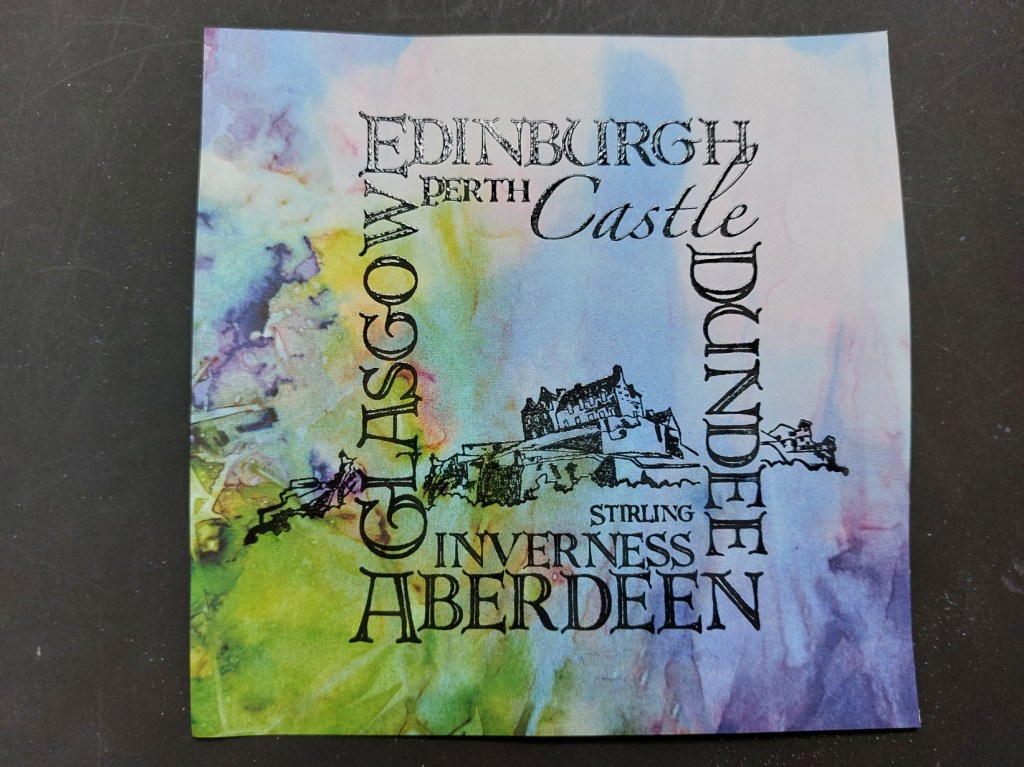 EDINBURGH
PERTH
Castle
GLASGOW
DUNDEE
STIRLING
INVERNESS
ABERDEEN